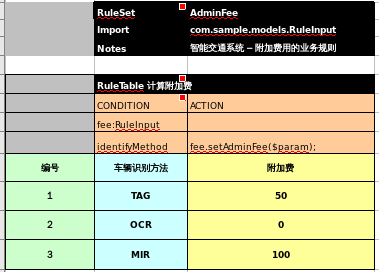 RuleSet AdminFee
Import com.sample.models.RuleInput
Notes 智能交通系统 – 附加费用的业务规则
RuleTable 计算附加费
CONDITION ACTION
fee:RuleInput
identifyMethod fee.setAdminFee($param);
编号 车辆识别方法 附加费
1 TAG 50
2 OCR 0
3 MIR 100